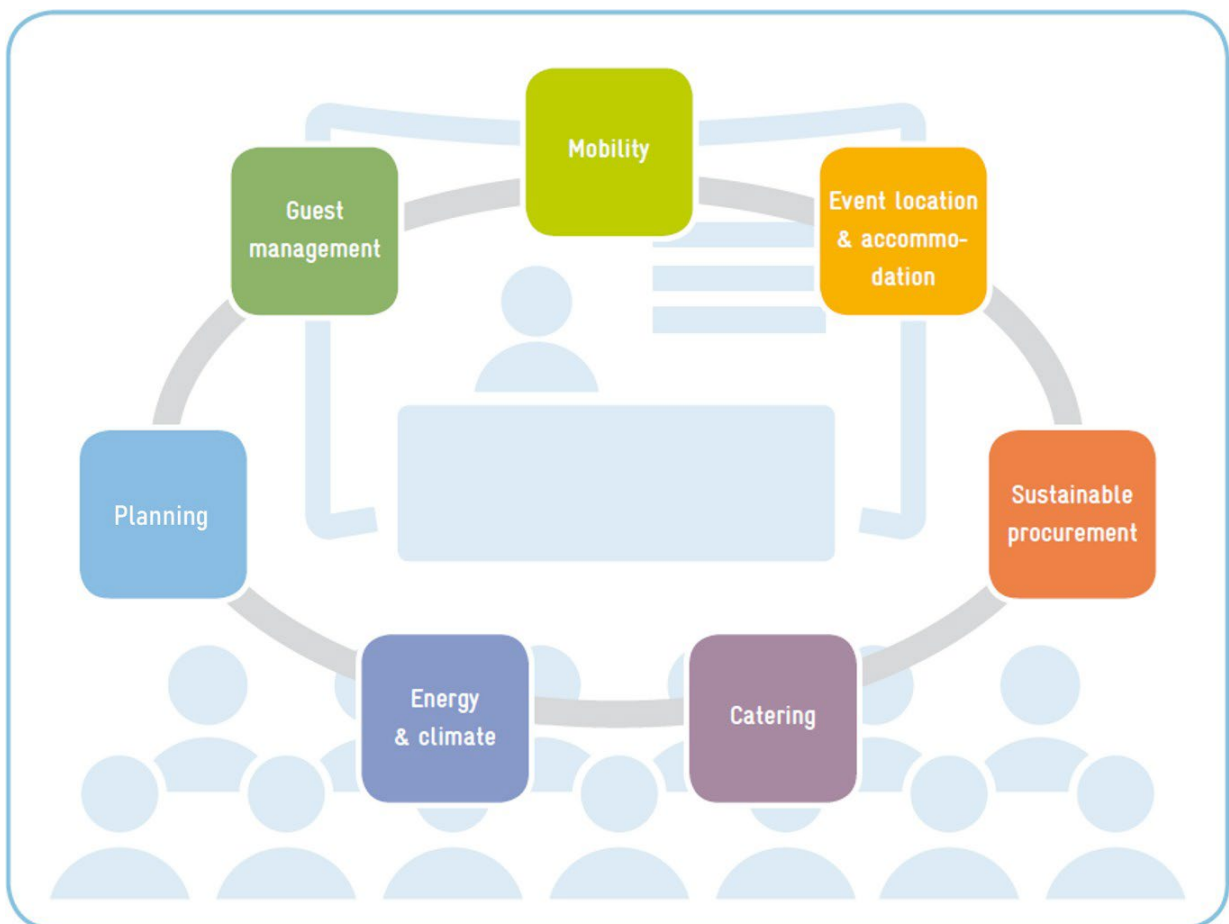 Mobility
Guest
management
Event location
& accommo-
dation
Planning
Sustainable
procurement
Energy
& climate
Catering